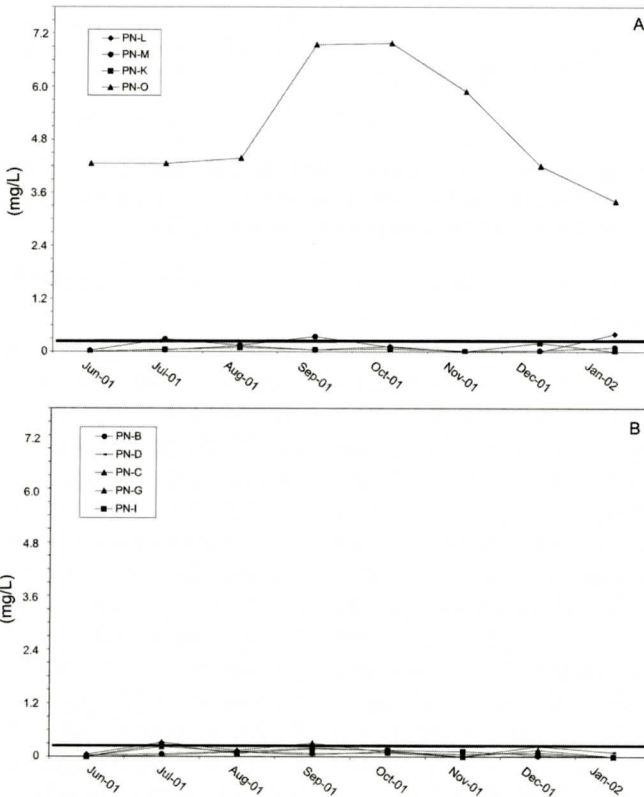 A
PN-L
PN-M
PN-K
PN-O
7.2
6.0
4.8
3.6
2.4
1.2
0
(mg/L)
Jun-01
Jul-01
Aug-01
Sep-01
Oct-01
Nov-01
Dec-01
Jan-02
B
PN-B
PN-D
PN-C
PN-G
PN-I
7.2
6.0
4.8
3.6
2.4
1.2
0
(mg/L)
Jun-01
Jul-01
Aug-01
Sep-01
Oct-01
Nov-01
Dec-01
Jan-02